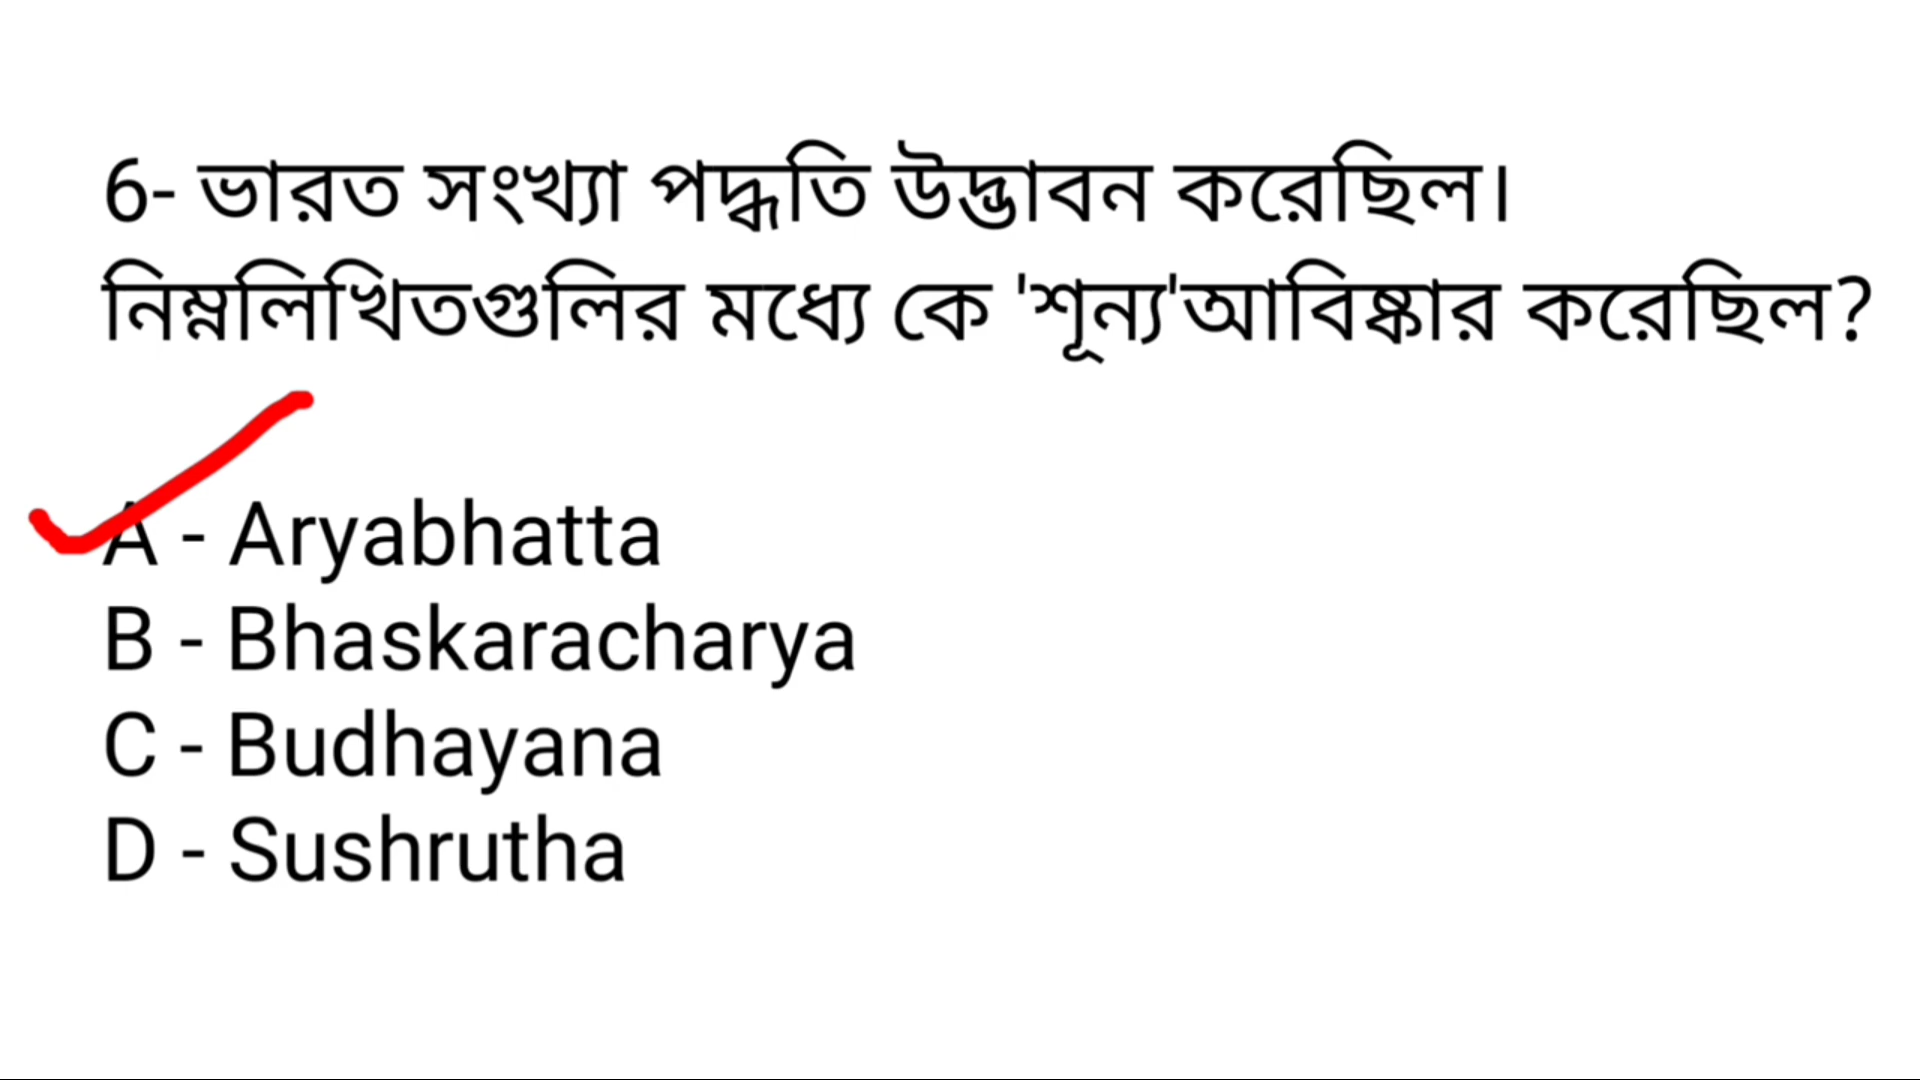 6- ভারত সংখ্যা পদ্ধতি উদ্ভাবন করেছিল।
নিম্নলিখিতগুলির মধ্যে কে 'শূন্য'আবিষ্কার করেছিল?
A - Aryabhatta
B - Bhaskaracharya
C - Budhayana
D - Sushrutha